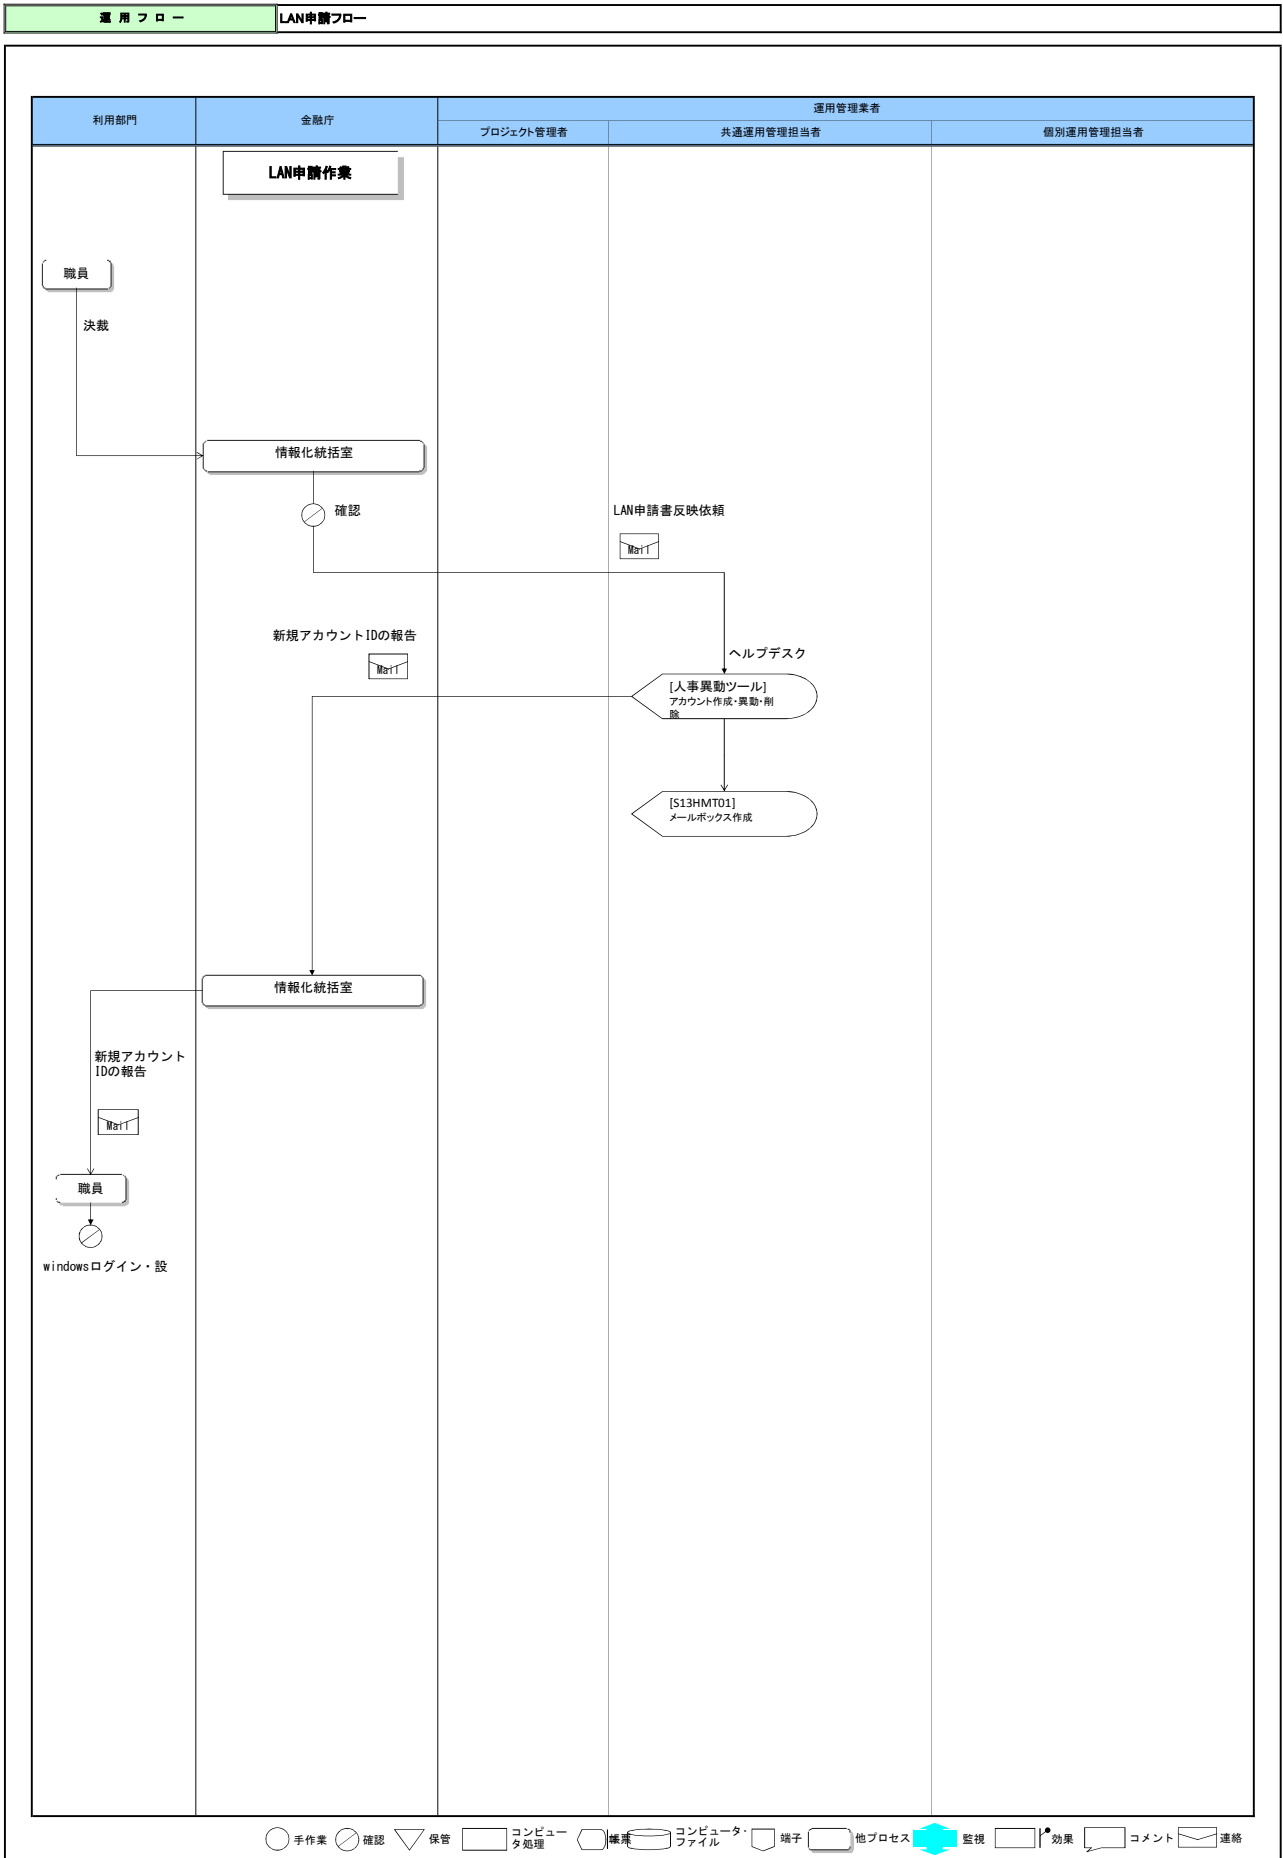 運 用 フ ロ ー
LAN申請フロー
利用部門
金融庁
運用管理業者
プロジェクト管理者
共通運用管理担当者
個別運用管理担当者
LAN申請作業
職員
決裁
情報化統括室
確認
LAN申請書反映依頼
Mail
新規アカウントIDの報告
Mail
ヘルプデスク
[人事異動ツール]
アカウント作成・異動・削
除
[S13HMT01]
メールボックス作成
情報化統括室
新規アカウント
IDの報告
Mail
職員
windowsログイン・設
手作業
確認
保管
コンピュー
タ処理
帳票
コンピュータ・
ファイル
端子
他プロセス
監視
効果
コメント
連絡